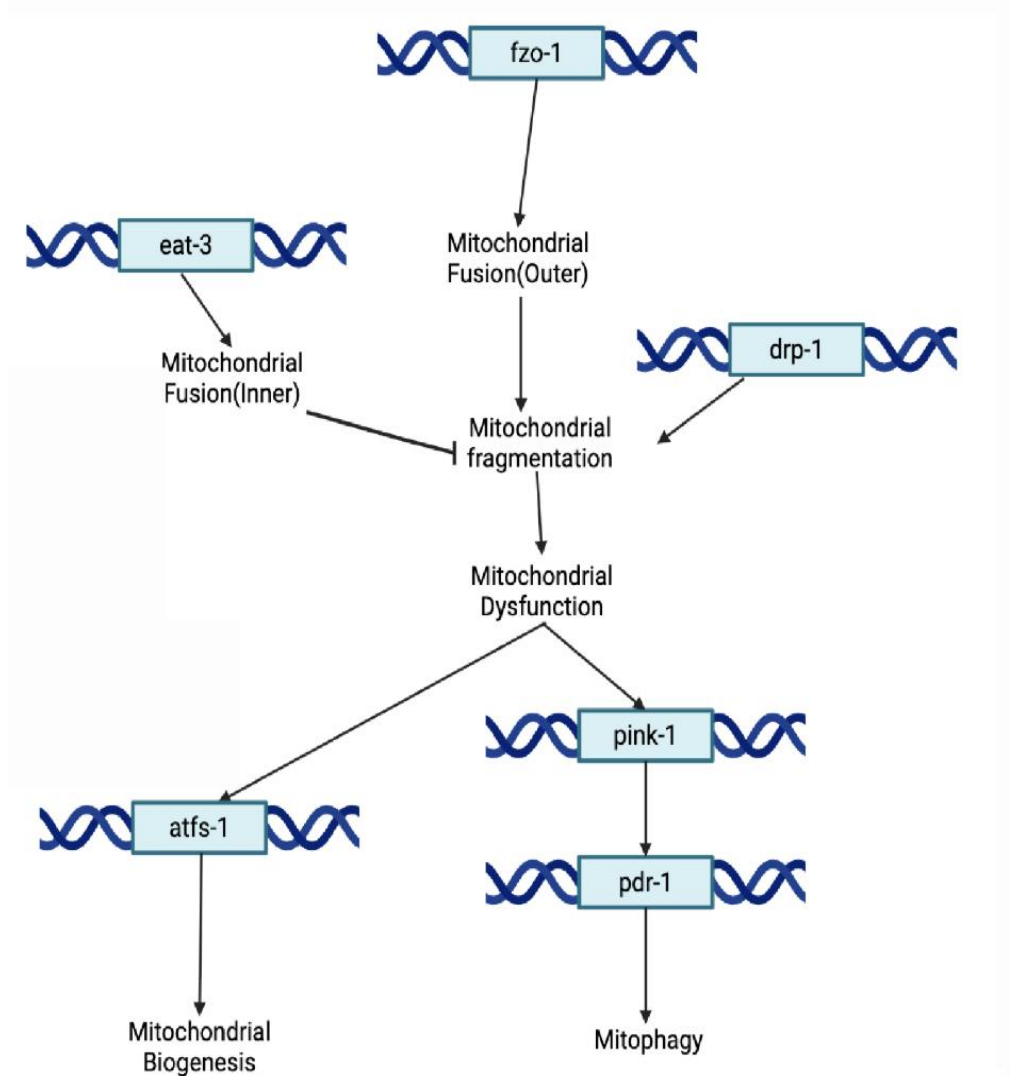 fzo-1
Mitochondrial
Fusion(Outer)
eat-3
Mitochondrial
Fusion(Inner)
drp-1
Mitochondrial
fragmentation
Mitochondrial
Dysfunction
pink-1
atfs-1
pdr-1
Mitochondrial
Biogenesis
Mitophagy